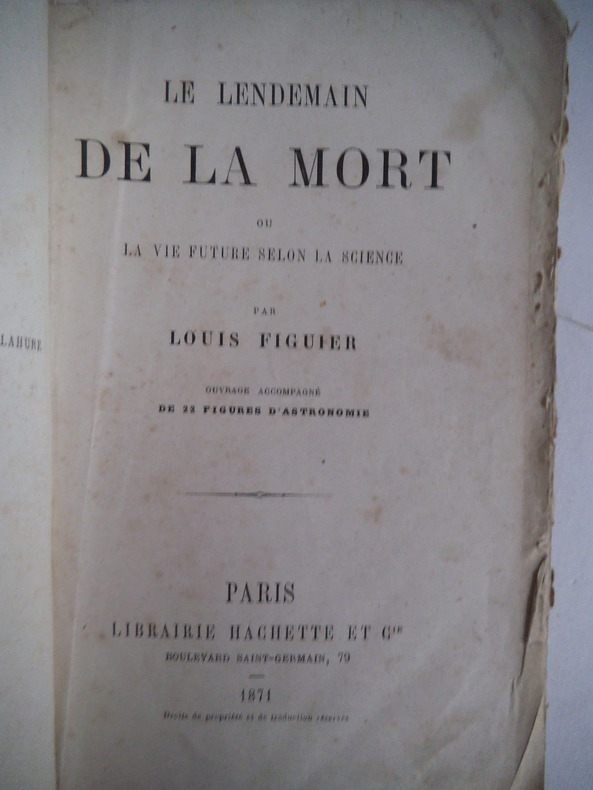 LAHURE
LE LENDEMAIN
DE LA MORT
OU
LA VIE FUTURE SELON LA SCIENCE
PAR
LOUIS FIGUIER
OUVRAGE ACCOMPAGNÉ
DE 22 FIGURES D'ASTRONOMIE
PARIS
LIBRAIRIE HACHETTE ET Cie
BOULEVARD SAINT-GERMAIN, 79
1871
Droits de propriété et de traduction réservés